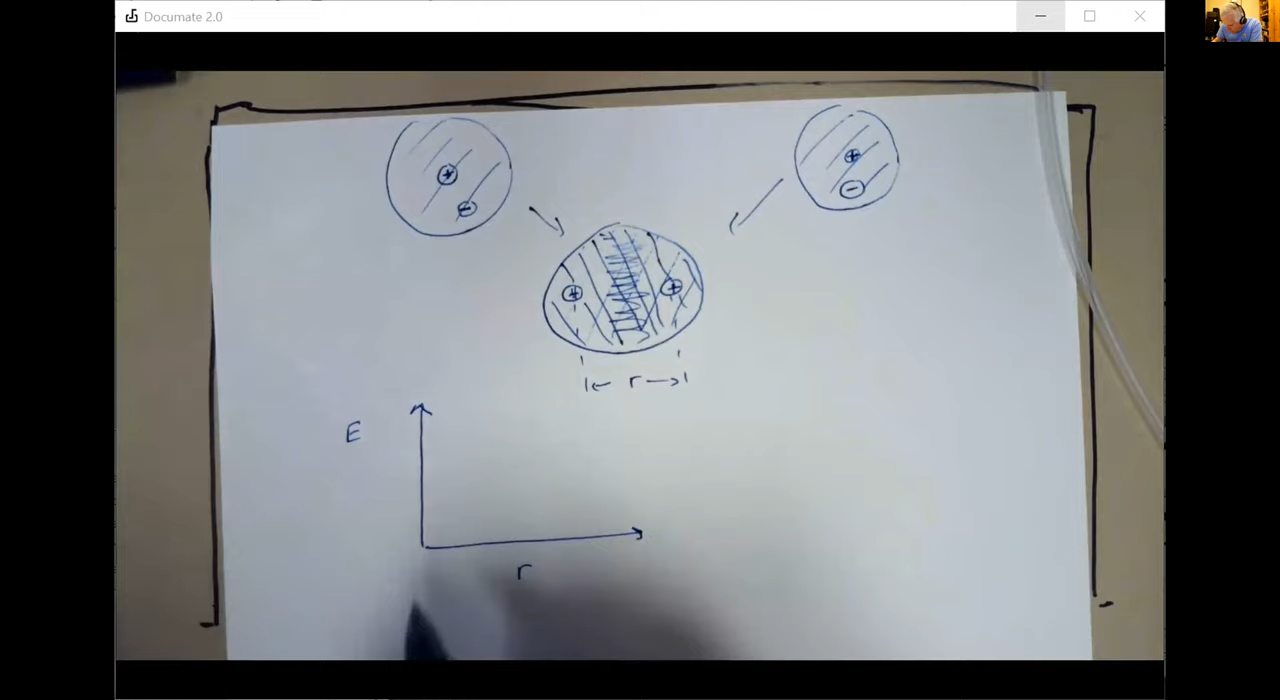 Documate 2.0
+
-
+
-
+ +
r
E
r